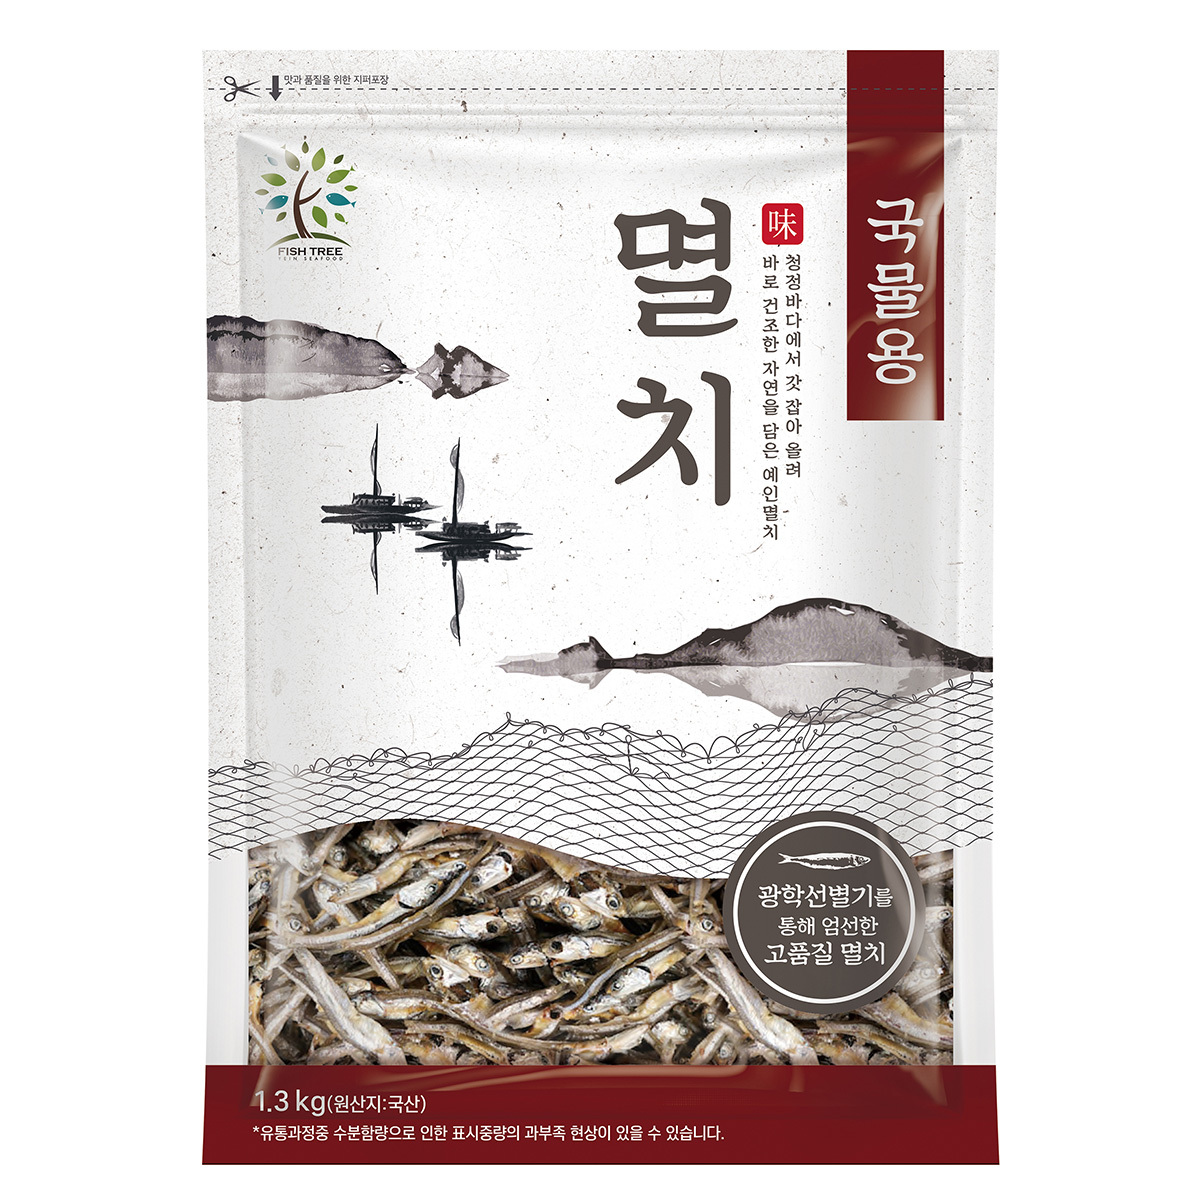 맛과 품질을 위한 지퍼포장
FISH TREE
YEIN SEAFOOD
국물용
味
청정바다에서 갓 잡아 올려
바로 건조한 자연을 담은 예인멸치
멸치
광학선별기를
통해 엄선한
고품질 멸치
1.3 kg(원산지:국산)
*유통과정중 수분함량으로 인한 표시중량의 과부족 현상이 있을 수 있습니다.